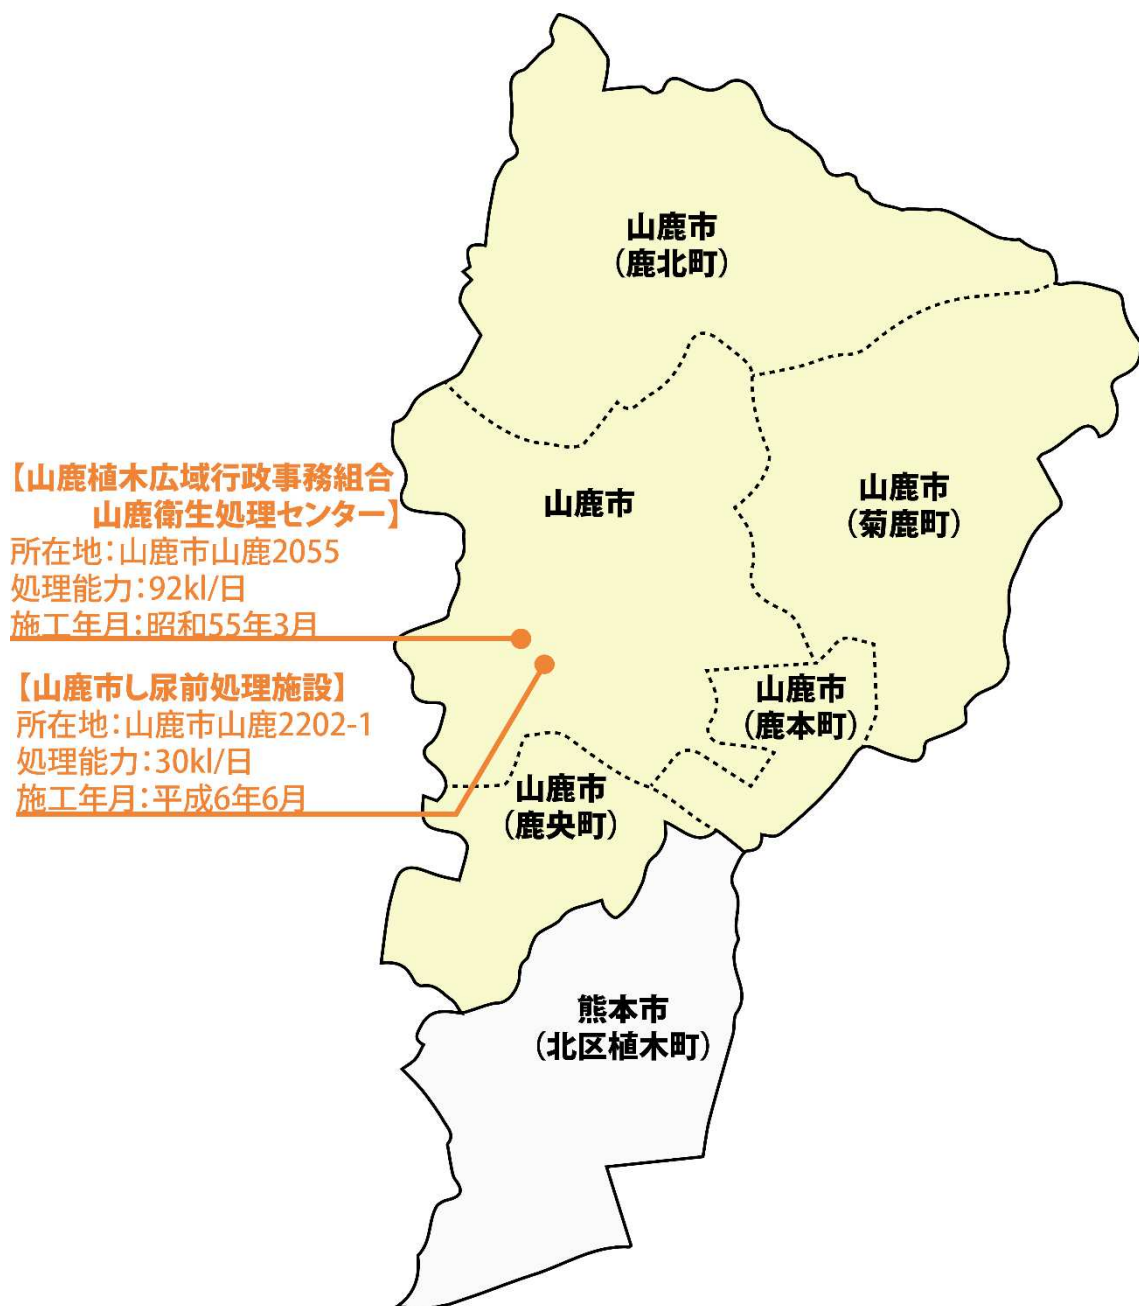 山鹿市
（鹿北町）
山鹿市
山鹿市
（菊鹿町）
【山鹿植木広域行政事務組合
山鹿衛生処理センター】
所在地：山鹿市山鹿2055
処理能力：92kl/日
施工年月：昭和55年3月
【山鹿市し尿前処理施設】
所在地：山鹿市山鹿2202-1
処理能力：30kl/日
施工年月：平成6年6月
山鹿市
（鹿本町）
山鹿市
（鹿央町）
熊本市
（北区植木町）